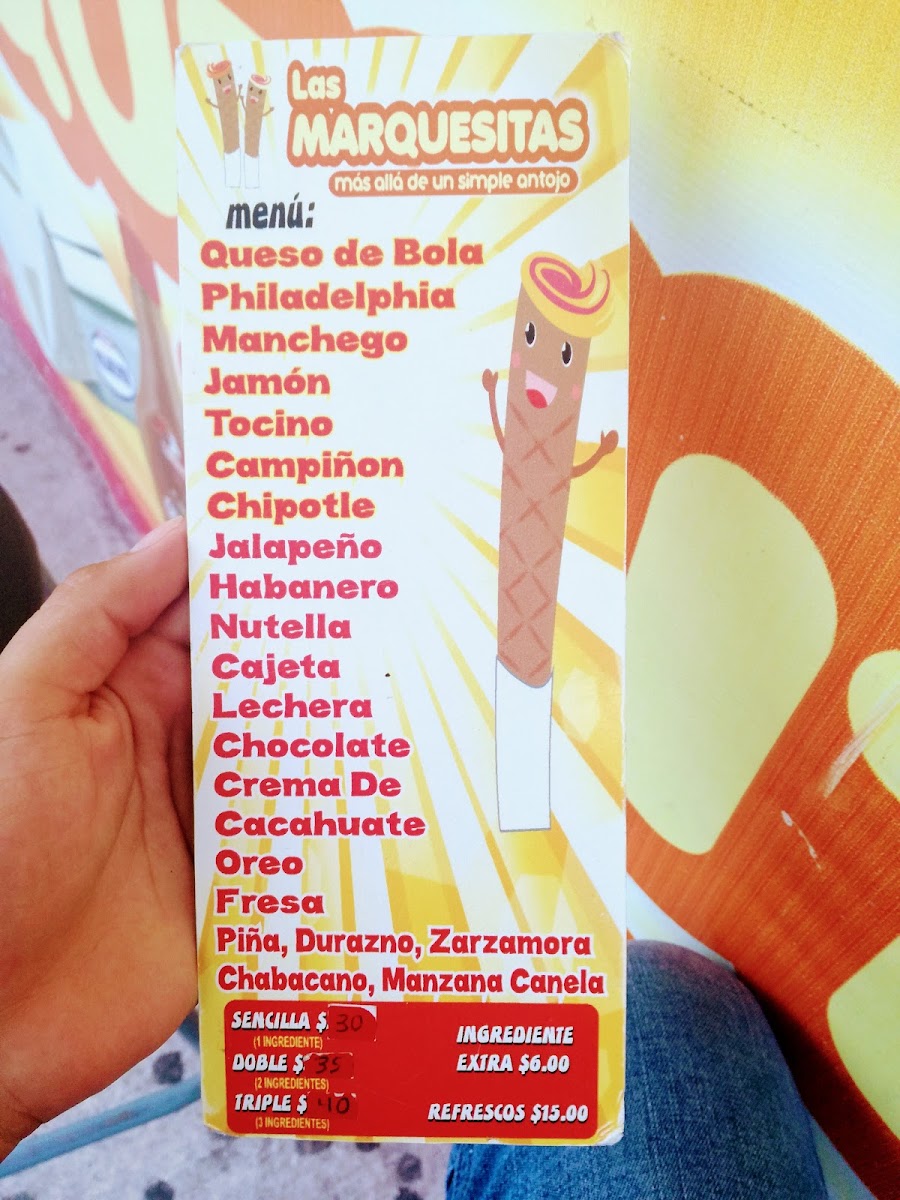 Las
MARQUESITAS
más allá de un simple antojo
menú:
Queso de Bola
Philadelphia
Manchego
Jamón
Tocino
Campiñon
Chipotle
Jalapeño
Habanero
Nutella
Cajeta
Lechera
Chocolate
Crema De
Cacahuate
Oreo
Fresa
Piña, Durazno, Zarzamora
Chabacano, Manzana Canela
SENCILLA $ 30
(1 INGREDIENTE)
DOBLE $ 35
(2 INGREDIENTES)
TRIPLE $ 40
(3 INGREDIENTES)
INGREDIENTE
EXTRA $6.00
REFRESCOS $15.00